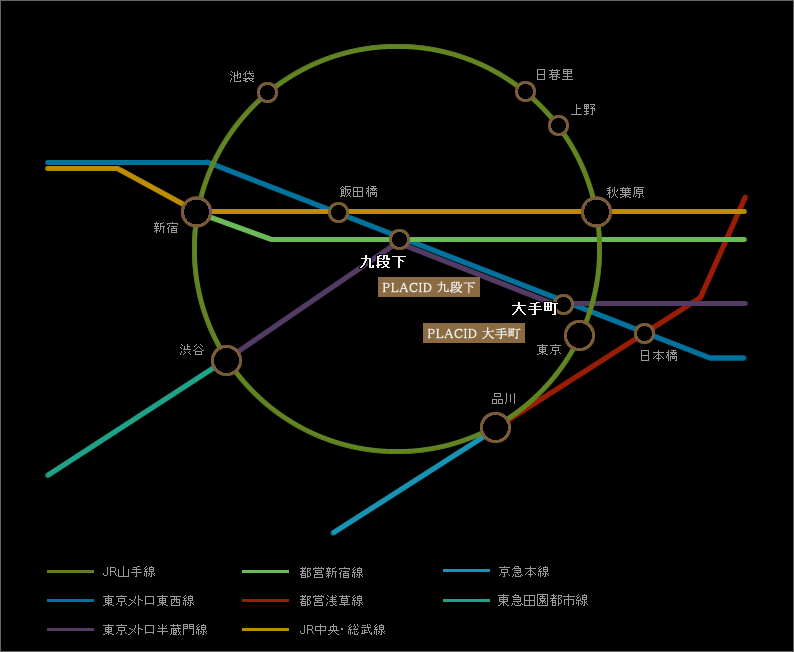 池袋
日暮里
上野
飯田橋
秋葉原
新宿
九段下
PLACID 九段下
大手町
PLACID 大手町
渋谷
東京
日本橋
品川
JR山手線
都営新宿線
京急本線
東京メトロ東西線
都営浅草線
東急田園都市線
東京メトロ半蔵門線
JR中央・総武線